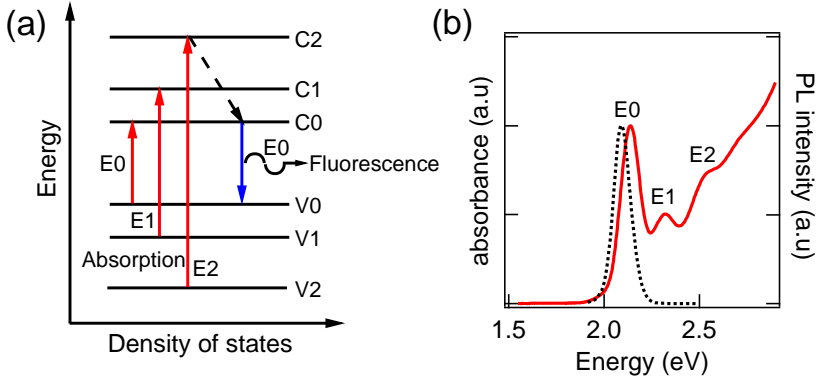 (a)
Energy
C2
C1
C0
E0
E0
Fluorescence
V0
E1
V1
Absorption
E2
V2
Density of states
(b)
absorbance (a.u)
PL intensity (a.u)
E0
E1
E2
1.5
2.0
2.5
Energy (eV)